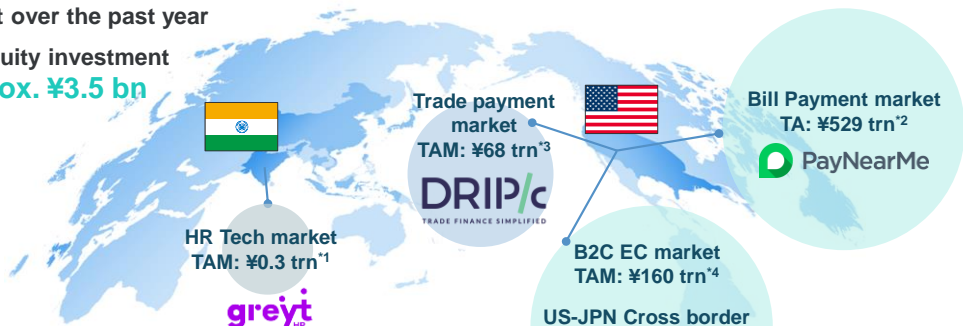 over the past year
uity investment
ox. ¥3.5 bn
Trade payment
market
TAM: ¥68 trn*3
DRIP/c
TRADE FINANCE SIMPLIFIED
Bill Payment market
TA: ¥529 trn*2
PayNearMe
HR Tech market
TAM: ¥0.3 trn*1
greyt
HR
B2C EC market
TAM: ¥160 trn*4
US-JPN Cross border